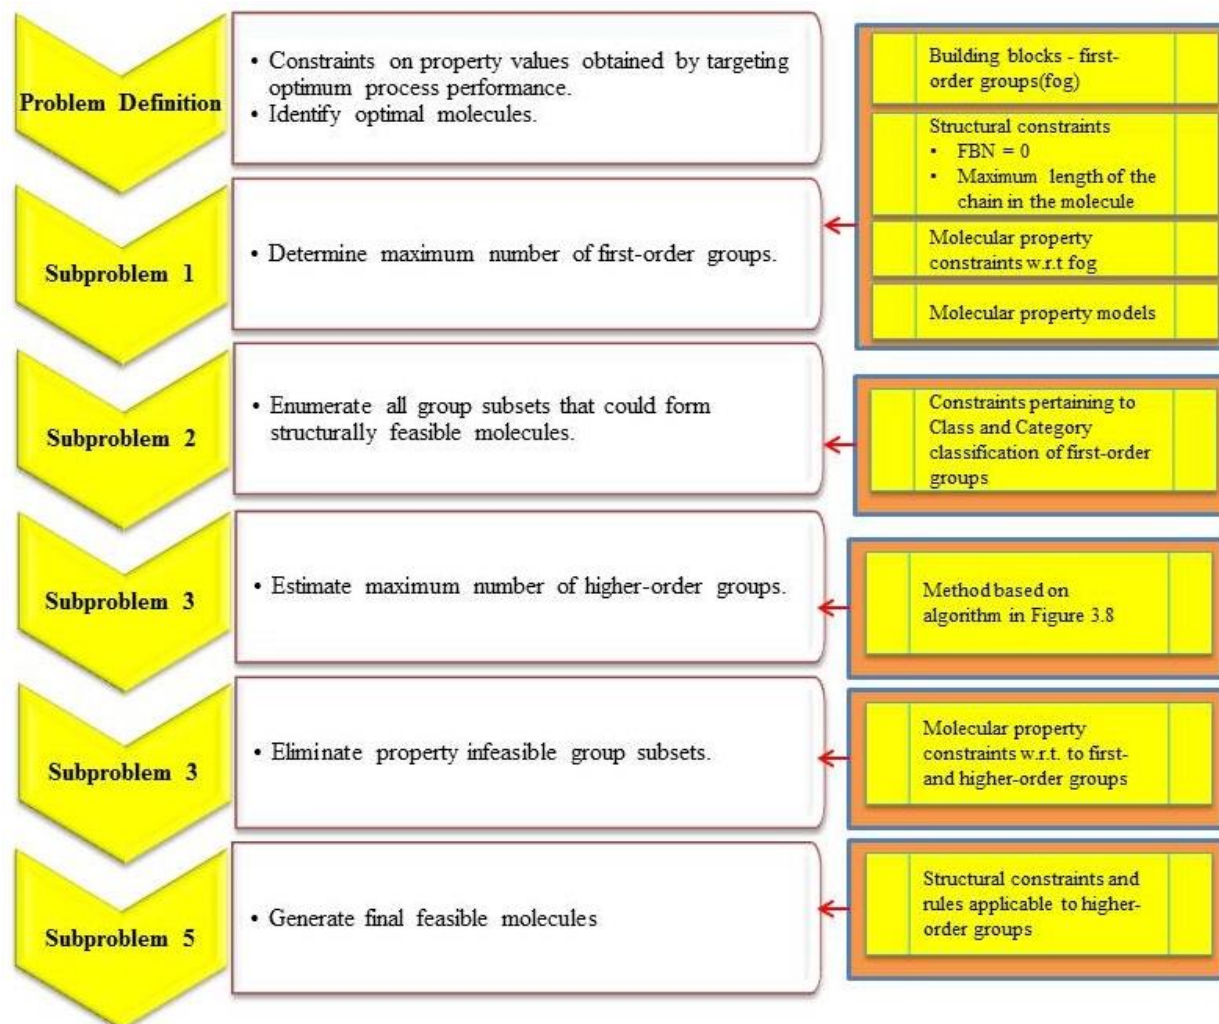 Problem Definition
• Constraints on property values obtained by targeting
optimum process performance.
• Identify optimal molecules.
Building blocks - first-
order groups(fog)
Structural constraints
• FBN = 0
• Maximum length of the
chain in the molecule
Molecular property
constraints w.r.t fog
Molecular property models
Subproblem 1
• Determine maximum number of first-order groups.
Subproblem 2
• Enumerate all group subsets that could form
structurally feasible molecules.
Constraints pertaining to
Class and Category
classification of first-order
groups
Subproblem 3
• Estimate maximum number of higher-order groups.
Method based on
algorithm in Figure 3.8
Subproblem 3
• Eliminate property infeasible group subsets.
Molecular property
constraints w.r.t. to first-
and higher-order groups
Subproblem 5
• Generate final feasible molecules
Structural constraints and
rules applicable to higher-
order groups